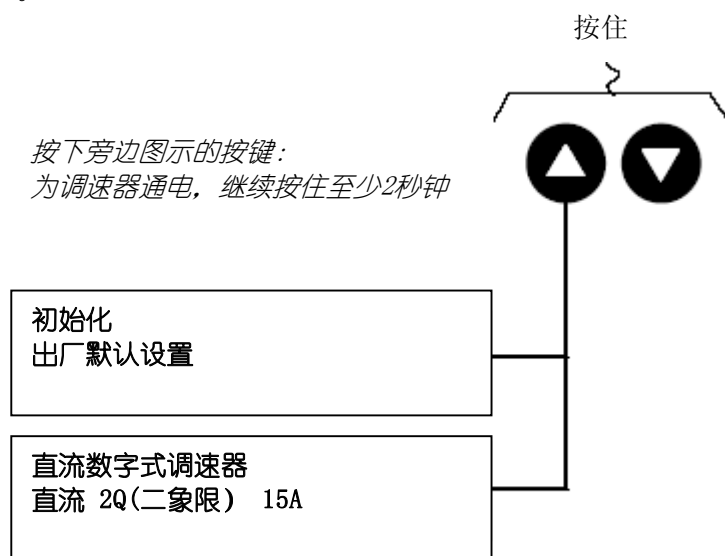 按住
按下旁边图示的按键:
为调速器通电, 继续按住至少2秒钟
初始化
出厂默认设置
直流数字式调速器
直流 2Q(二象限) 15A